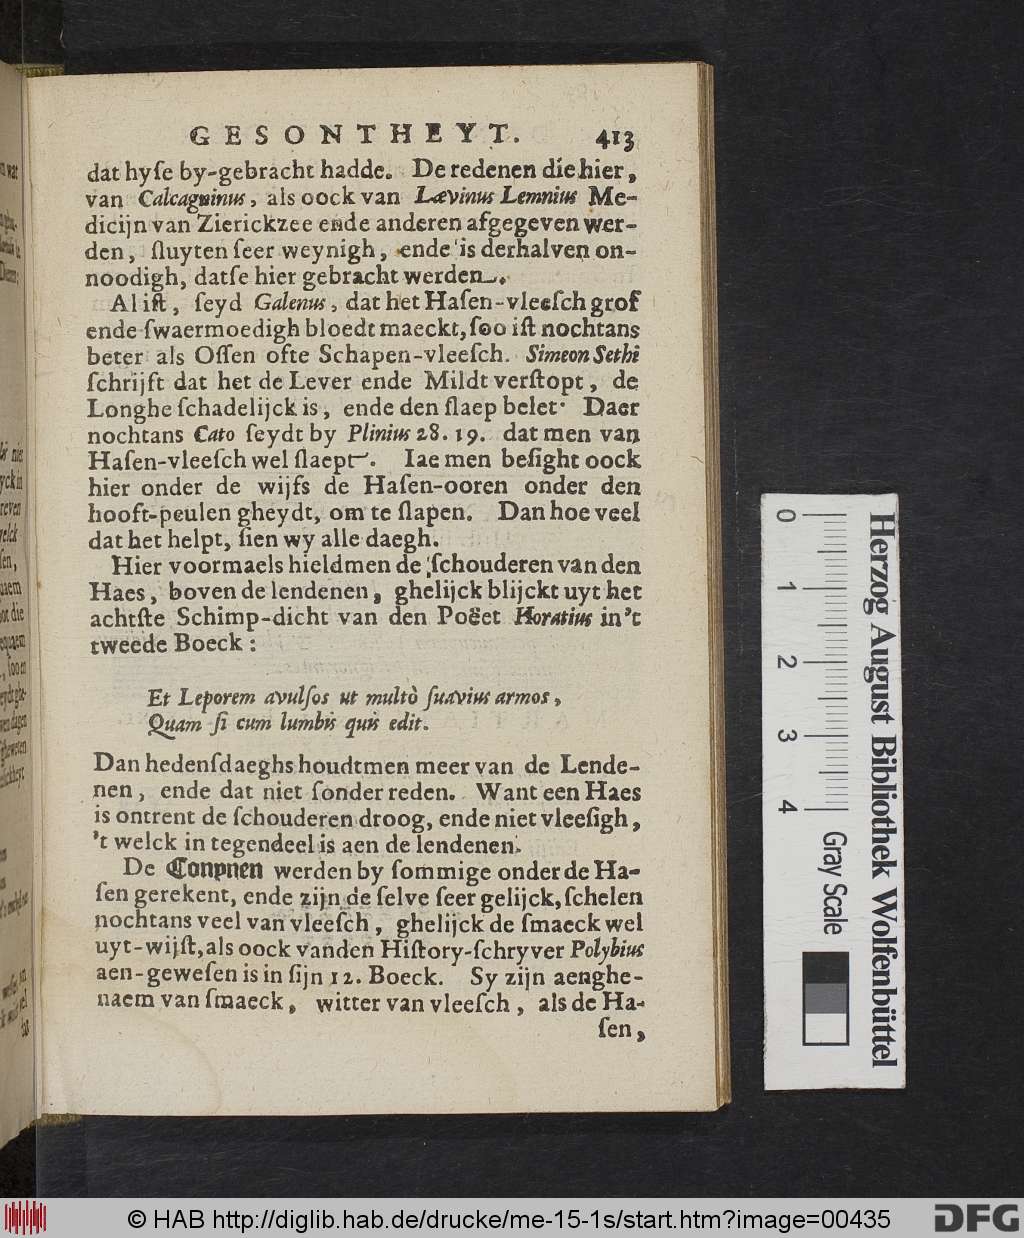 GESONTHEYT. 413
dat hyſe by-gebracht hadde. De redenen die hier,
van Calcagninus, als oock van Lævinus Lemnius Me-
dicijn van Zierickzee ende anderen afgegeven wer-
den, ſluyten ſeer weynigh, ende is derhalven on-
noodigh, datſe hier gebracht werden.
Al iſt, ſeyd Galenus, dat het Haſen-vleeſch grof
ende ſwaermoedigh bloedt maeckt, ſoo iſt nochtans
beter als Oſſen ofte Schapen-vleeſch. Simeon Sethi
ſchrijft dat het de Lever ende Mildt verſtopt, de
Longhe ſchadelijck is, ende den ſlaep belet· Daer
nochtans Cato ſeydt by Plinius 28. 19. dat men van
Haſen-vleeſch wel ſlaept. Iae men beſight oock
hier onder de wijfs de Haſen-ooren onder den
hooft-peulen gheydt, om te ſlapen. Dan hoe veel
dat het helpt, ſien wy alle daegh.
Hier voormaels hieldmen de ſchouderen van den
Haes, boven de lendenen, ghelijck blijckt uyt het
achtſte Schimp-dicht van den Poëet Horatius in't
tweede Boeck:
Et Leporem avulſos ut multò ſuavius armos,
Quam ſi cum lumbis quis edit.
Dan hedenſdaeghs houdtmen meer van de Lende-
nen, ende dat niet ſonder reden. Want een Haes
is ontrent de ſchouderen droog, ende niet vleeſigh,
't welck in tegendeel is aen de lendenen.
De Conynen werden by ſommige onder de Ha-
ſen gerekent, ende zijn de ſelve ſeer gelijck, ſchelen
nochtans veel van vleeſch, ghelijck de ſmaeck wel
uyt-wijſt, als oock vanden Hiſtory-ſchryver Polybius
aen-geweſen is in ſijn 12. Boeck. Sy zijn aenghe-
naem van ſmaeck, witter van vleeſch, als de Ha-
ſen,
0 1 2 3 4
Herzog August Bibliothek Wolfenbüttel
Gray Scale
© HAB http://diglib.hab.de/drucke/me-15-1s/start.htm?image=00435
DFG